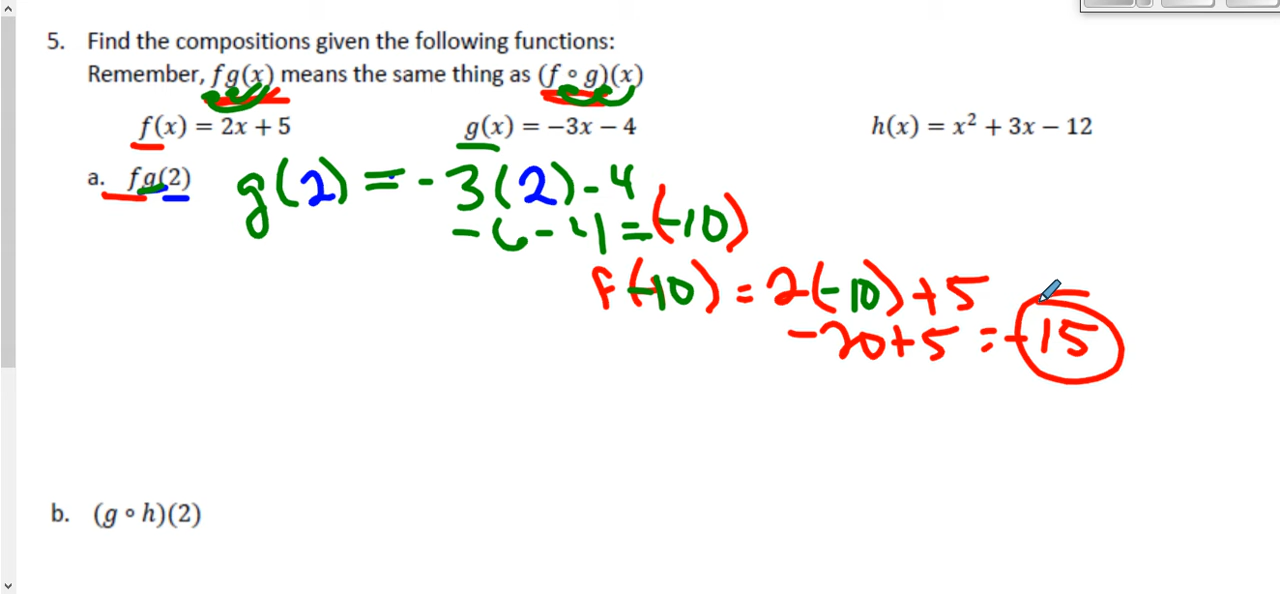 5. Find the compositions given the following functions:
Remember, fg(x) means the same thing as (f ∘ g)(x)
f(x) = 2x + 5 g(x) = −3x − 4 h(x) = x² + 3x − 12
a. fg(2) g(2) = -3(2)-4
-6-4=(-10)
f(-10) = 2(-10)+5
-20+5 = -15
b. (g ∘ h)(2)